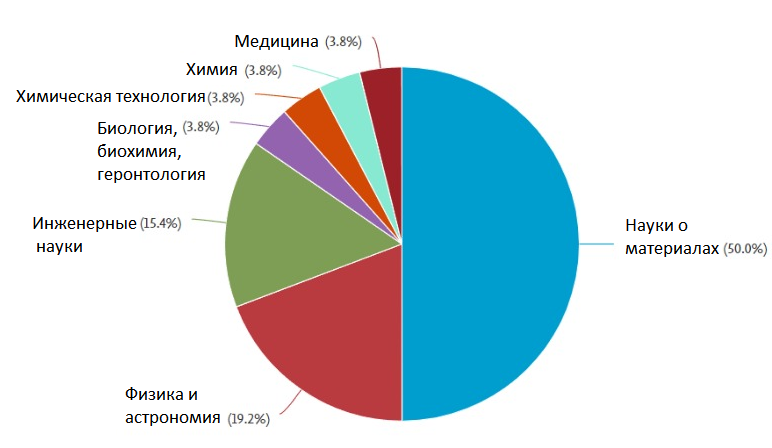 Медицина (3.8%)
Химия (3.8%)
Химическая технология (3.8%)
Биология, (3.8%)
биохимия,
геронтология
Инженерные (15.4%)
науки
Науки о
материалах (50.0%)
Физика и
астрономия (19.2%)